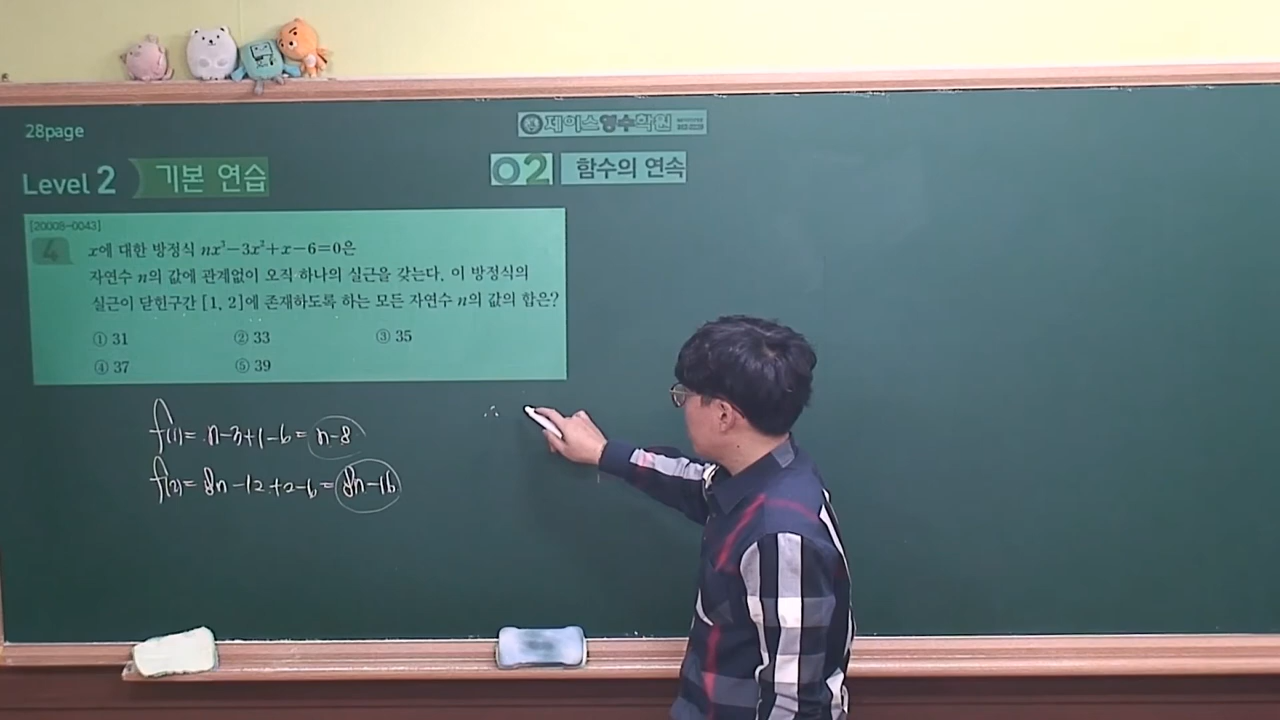 28page
제이스영수학원
Level 2 기본 연습
02 함수의 연속
[20008-0043]
4 x에 대한 방정식 nx³-3x²+x-6=0은
자연수 n의 값에 관계없이 오직 하나의 실근을 갖는다. 이 방정식의
실근이 닫힌구간 [1, 2]에 존재하도록 하는 모든 자연수 n의 값의 합은?
① 31 ② 33 ③ 35
④ 37 ⑤ 39
f(1)= n-3+1-6= n-8
f(2)= 8n-12+2-6= 8n-16
∴